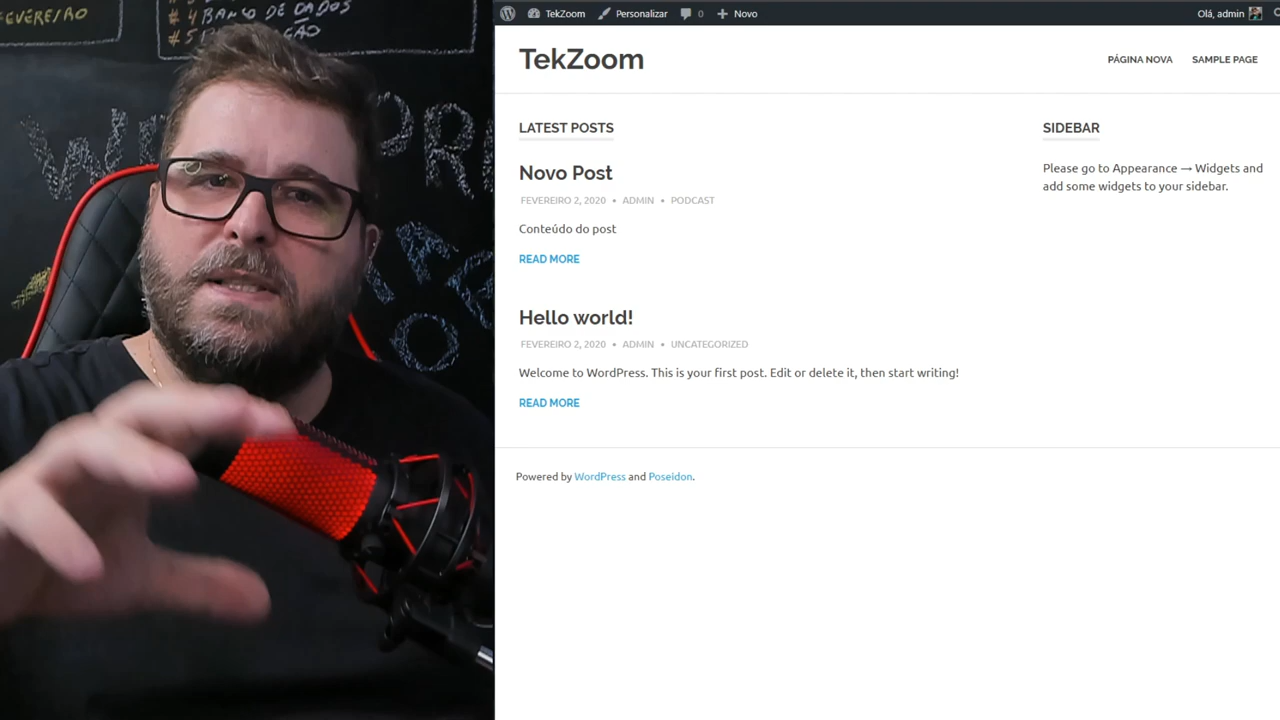 FEVEREIRO
# 4 BANCO DE DADOS
# 5
TekZoom
Personalizar
0
Novo
Olá, admin
TekZoom
PÁGINA NOVA
SAMPLE PAGE
LATEST POSTS
Novo Post
FEVEREIRO 2, 2020 • ADMIN • PODCAST
Conteúdo do post
READ MORE
Hello world!
FEVEREIRO 2, 2020 • ADMIN • UNCATEGORIZED
Welcome to WordPress. This is your first post. Edit or delete it, then start writing!
READ MORE
SIDEBAR
Please go to Appearance → Widgets and
add some widgets to your sidebar.
Powered by WordPress and Poseidon.